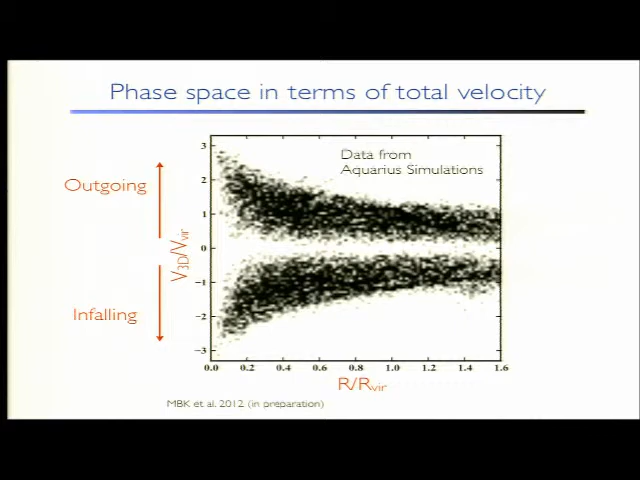 Phase space in terms of total velocity
Data from
Aquarius Simulations
Outgoing
Infalling
V3D/Vvir
3
2
1
0
−1
−2
−3
0.0 0.2 0.4 0.6 0.8 1.0 1.2 1.4 1.6
R/Rvir
MBK et al. 2012 (in preparation)